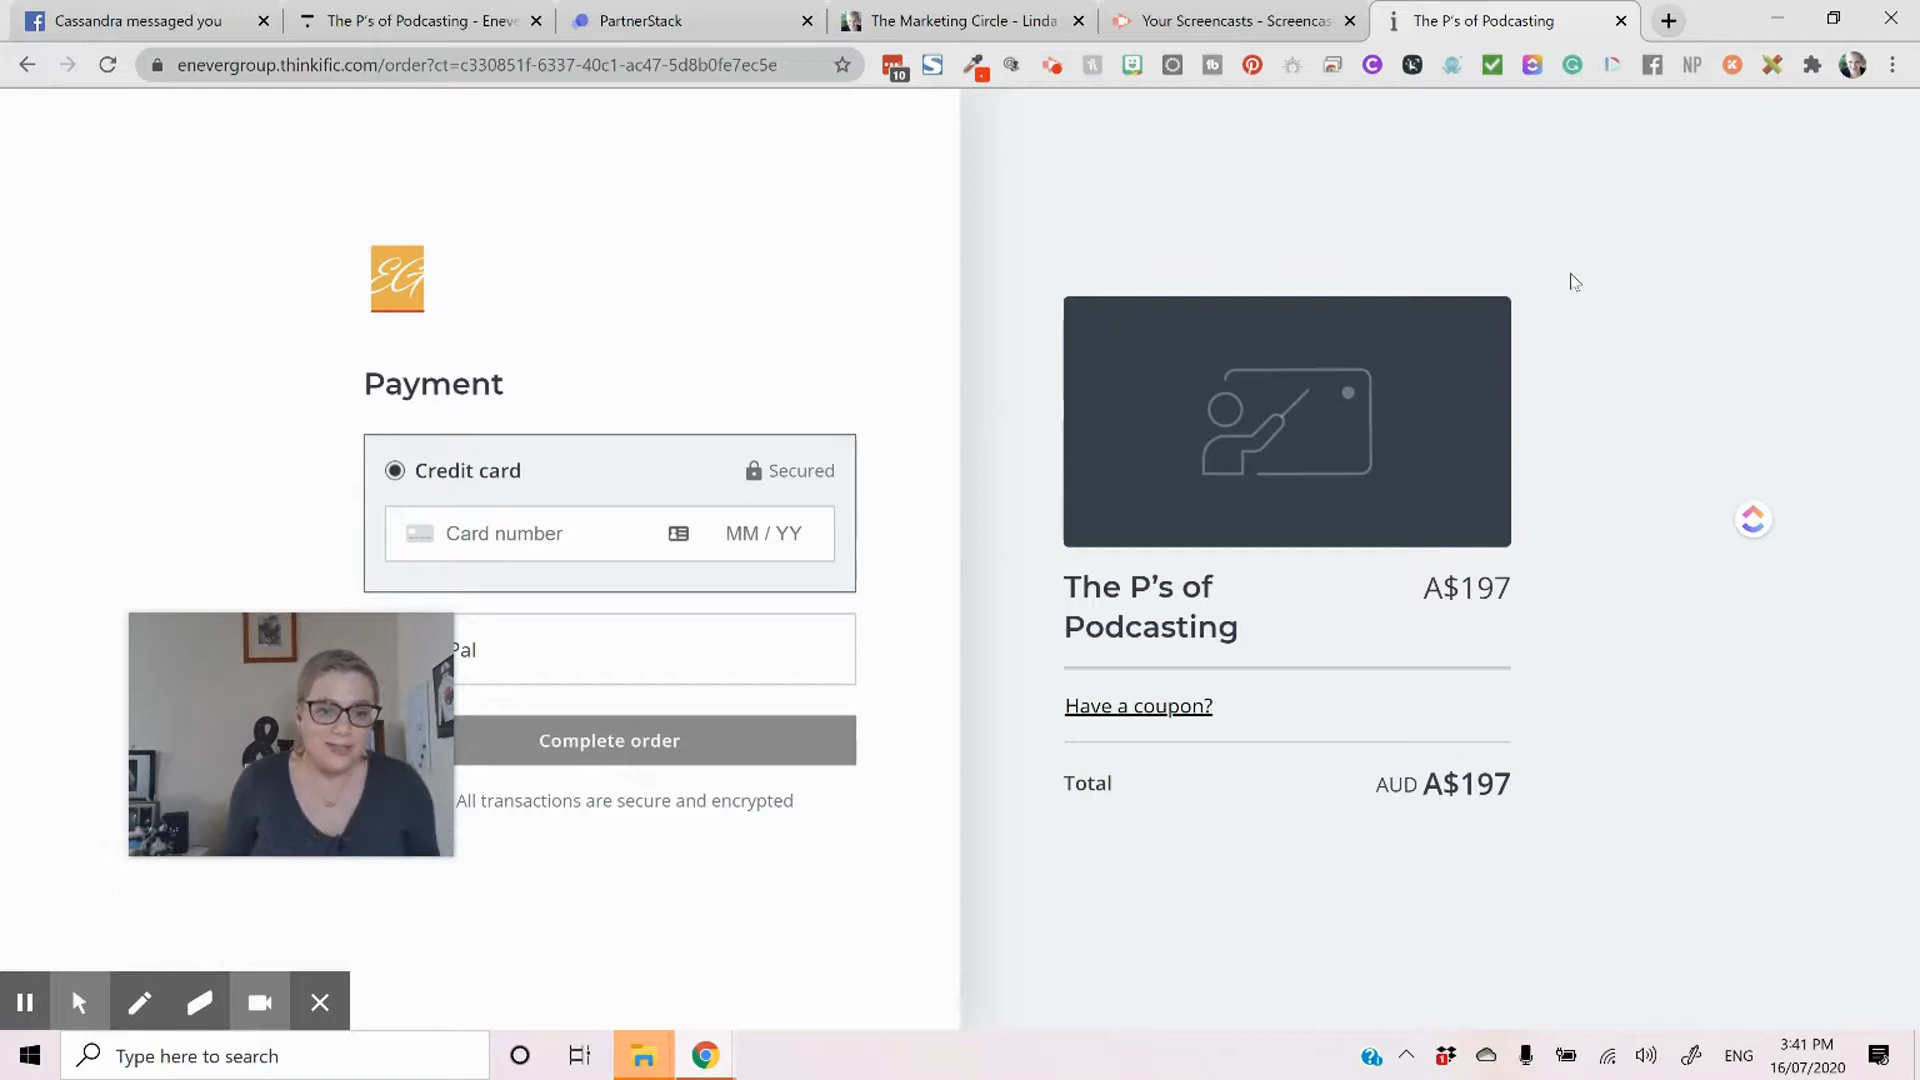 Cassandra messaged you
The P's of Podcasting - Eneve
PartnerStack
The Marketing Circle - Linda
Your Screencasts - Screencas
The P's of Podcasting
enevergroup.thinkific.com/order?ct=c330851f-6337-40c1-ac47-5d8b0fe7ec5e
10
NP
EG
Payment
Credit card
Secured
Card number
MM / YY
Pal
Complete order
All transactions are secure and encrypted
The P's of
Podcasting
A$197
Have a coupon?
Total
AUD A$197
Type here to search
ENG
3:41 PM
16/07/2020